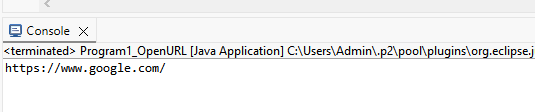 Console
<terminated> Program1_OpenURL [Java Application] C:\Users\Admin\.p2\pool\plugins\org.eclipse.j
https://www.google.com/